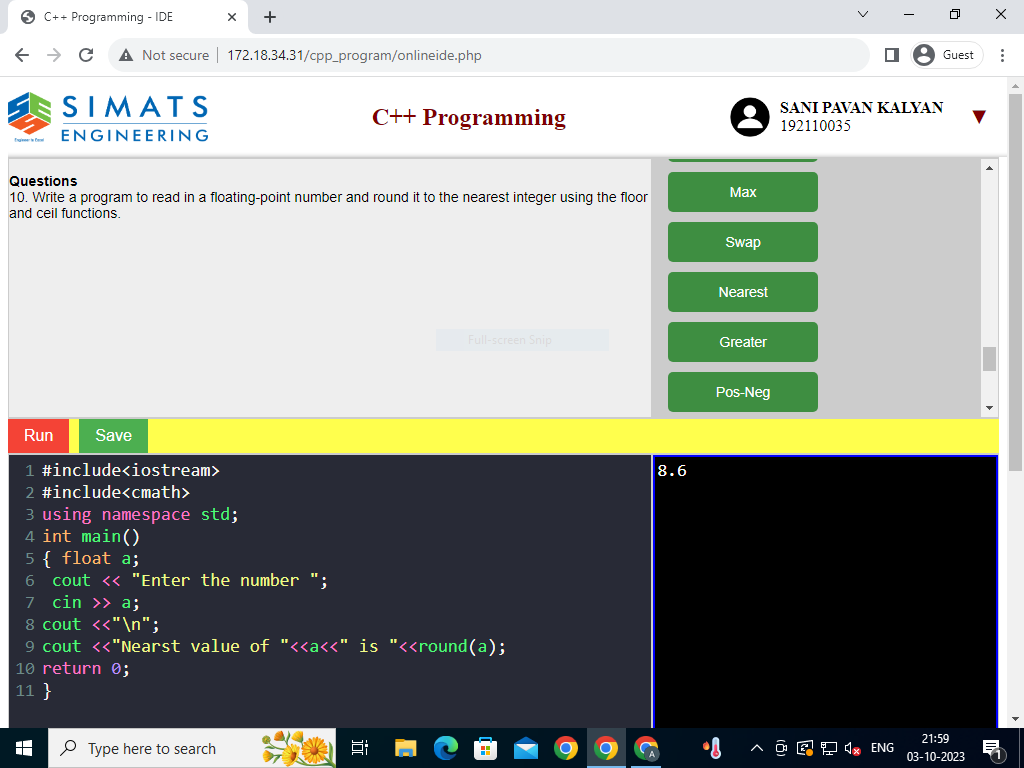 C++ Programming - IDE
Not secure
172.18.34.31/cpp_program/onlineide.php
Guest
SIMATS
ENGINEERING
Engineer to Excel
C++ Programming
SANI PAVAN KALYAN
192110035
Questions
10. Write a program to read in a floating-point number and round it to the nearest integer using the floor
and ceil functions.
Full-screen Snip
Max
Swap
Nearest
Greater
Pos-Neg
Run
Save
1 #include<iostream>
2 #include<cmath>
3 using namespace std;
4 int main()
5 { float a;
6 cout << "Enter the number ";
7 cin >> a;
8 cout <<"\n";
9 cout <<"Nearst value of "<<a<<" is "<<round(a);
10 return 0;
11 }
8.6
Type here to search
A
ENG
21:59
03-10-2023
1